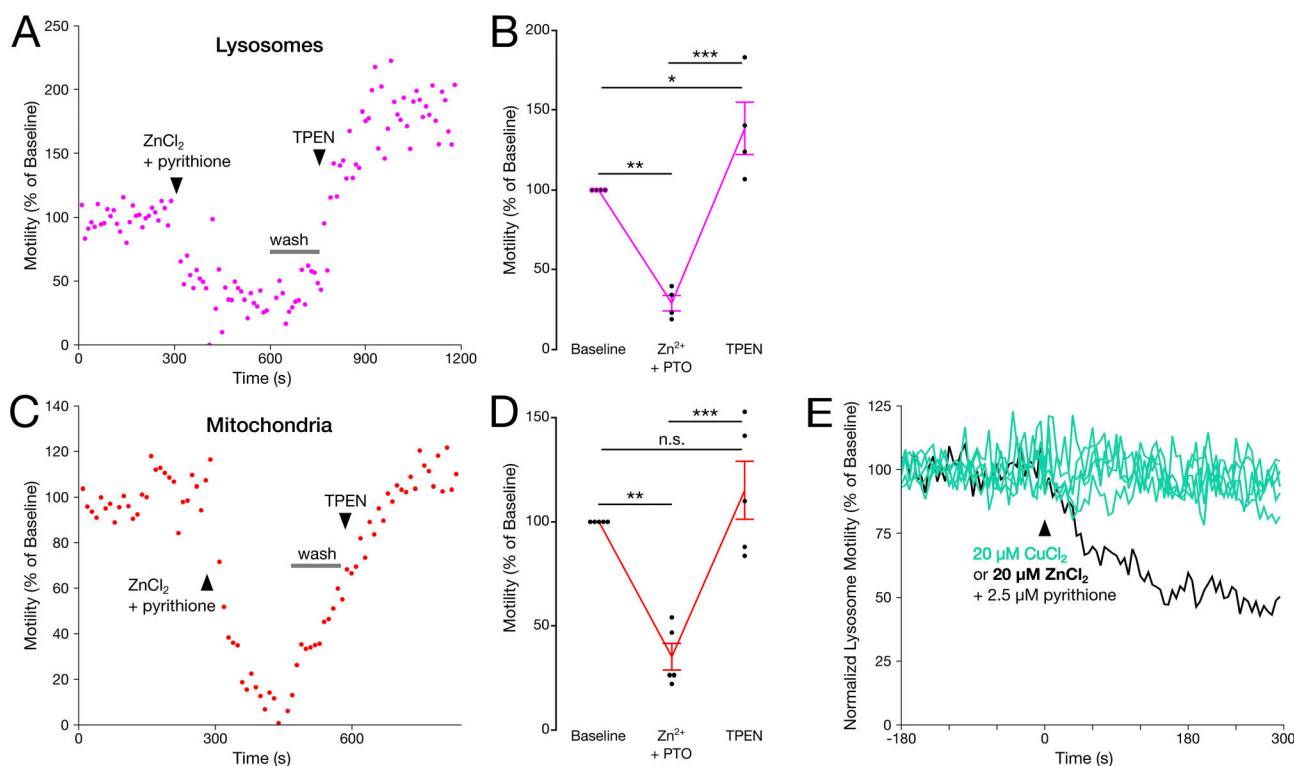 A
Lysosomes
Motility (% of Baseline)
250
200
150
100
50
0
ZnCl₂
+ pyrithione
TPEN
wash
0 300 600 900 1200
Time (s)
B
Motility (% of Baseline)
200
150
100
50
0
***
*
**
Baseline Zn²⁺ TPEN
+ PTO
C
Mitochondria
Motility (% of Baseline)
140
120
100
80
60
40
20
0
TPEN
wash
ZnCl₂
+ pyrithione
0 300 600
Time (s)
D
Motility (% of Baseline)
150
100
50
0
***
n.s.
**
Baseline Zn²⁺ TPEN
+ PTO
E
Normalizd Lysosome Motility (% of Baseline)
125
100
75
50
25
0
20 µM CuCl₂
or 20 µM ZnCl₂
+ 2.5 µM pyrithione
-180 0 180 300
Time (s)